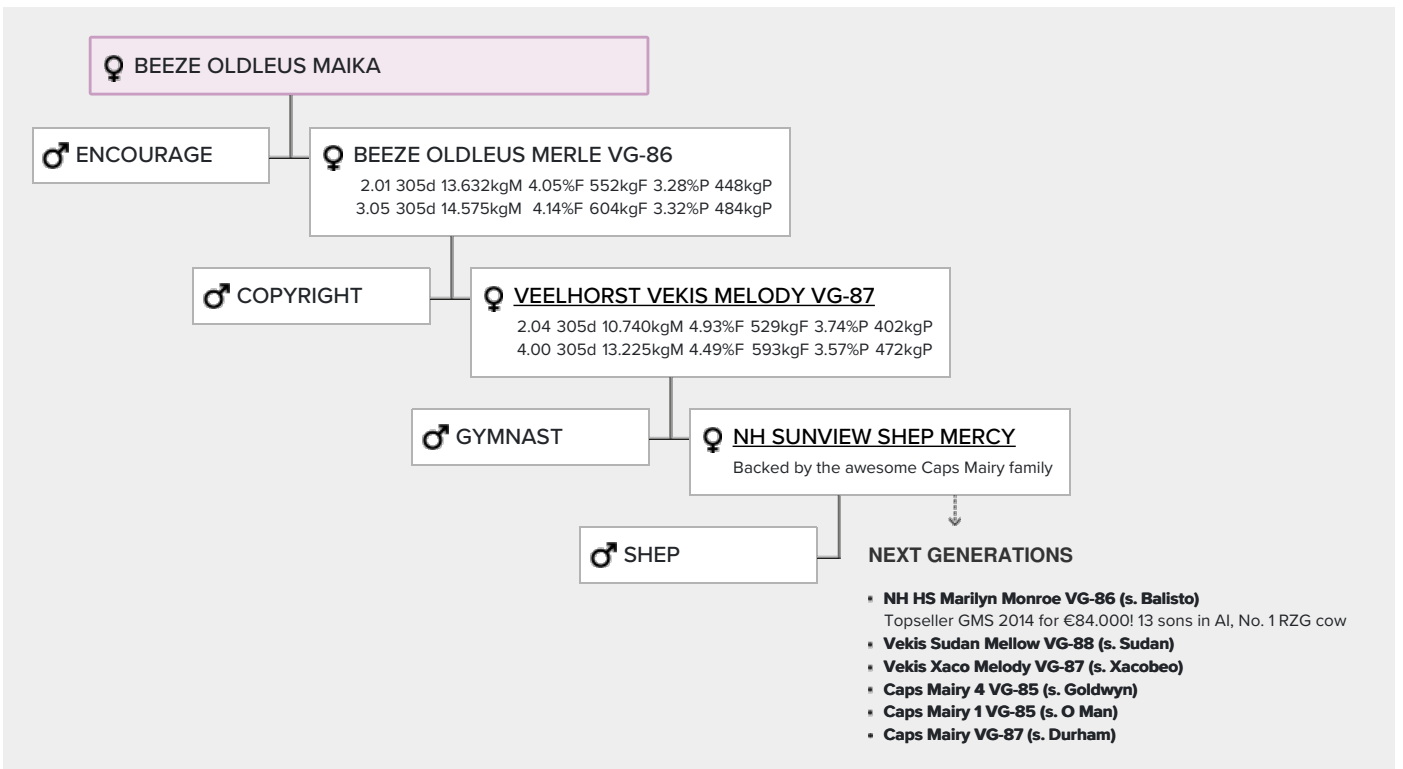 ♀ BEEZE OLDLEUS MAIKA
♂ ENCOURAGE
♀ BEEZE OLDLEUS MERLE VG-86
2.01 305d 13.632kgM 4.05%F 552kgF 3.28%P 448kgP
3.05 305d 14.575kgM 4.14%F 604kgF 3.32%P 484kgP
♂ COPYRIGHT
♀ VEELHORST VEKIS MELODY VG-87
2.04 305d 10.740kgM 4.93%F 529kgF 3.74%P 402kgP
4.00 305d 13.225kgM 4.49%F 593kgF 3.57%P 472kgP
♂ GYMNAST
♀ NH SUNVIEW SHEP MERCY
Backed by the awesome Caps Mairy family
♂ SHEP
NEXT GENERATIONS
▪ NH HS Marilyn Monroe VG-86 (s. Balisto)
Topseller GMS 2014 for €84.000! 13 sons in AI, No. 1 RZG cow
▪ Vekis Sudan Mellow VG-88 (s. Sudan)
▪ Vekis Xaco Melody VG-87 (s. Xacobeo)
▪ Caps Mairy 4 VG-85 (s. Goldwyn)
▪ Caps Mairy 1 VG-85 (s. O Man)
▪ Caps Mairy VG-87 (s. Durham)